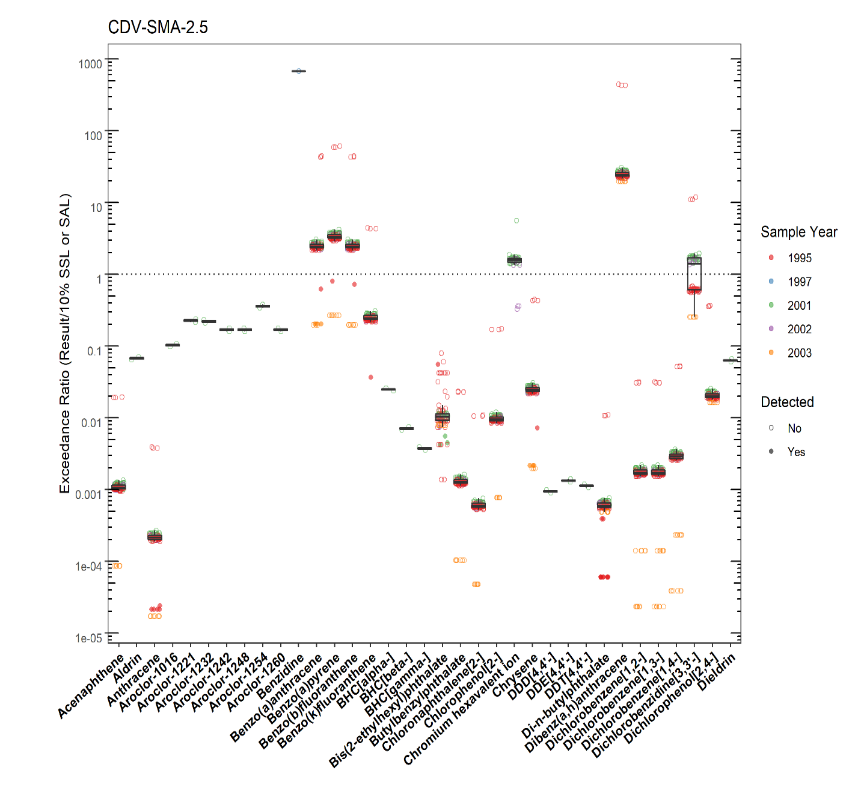 CDV-SMA-2.5
Exceedance Ratio (Result/10% SSL or SAL)
1000
100
10
1
0.1
0.01
0.001
1e-04
1e-05
Acenaphthene
Aldrin
Anthracene
Aroclor-1016
Aroclor-1221
Aroclor-1232
Aroclor-1242
Aroclor-1248
Aroclor-1254
Aroclor-1260
Benzidine
Benzo(a)anthracene
Benzo(a)pyrene
Benzo(b)fluoranthene
Benzo(k)fluoranthene
BHC[alpha-]
BHC[beta-]
BHC[gamma-]
Bis(2-ethylhexyl)phthalate
Butylbenzylphthalate
Chloronaphthalene[2-]
Chlorophenol[2-]
Chromium hexavalent ion
Chrysene
DDD[4,4'-]
DDE[4,4'-]
DDT[4,4'-]
Di-n-butylphthalate
Dibenz(a,h)anthracene
Dichlorobenzene[1,2-]
Dichlorobenzene[1,3-]
Dichlorobenzene[1,4-]
Dichlorobenzidine[3,3'-]
Dichlorophenol[2,4-]
Dieldrin
Sample Year
1995
1997
2001
2002
2003
Detected
No
Yes